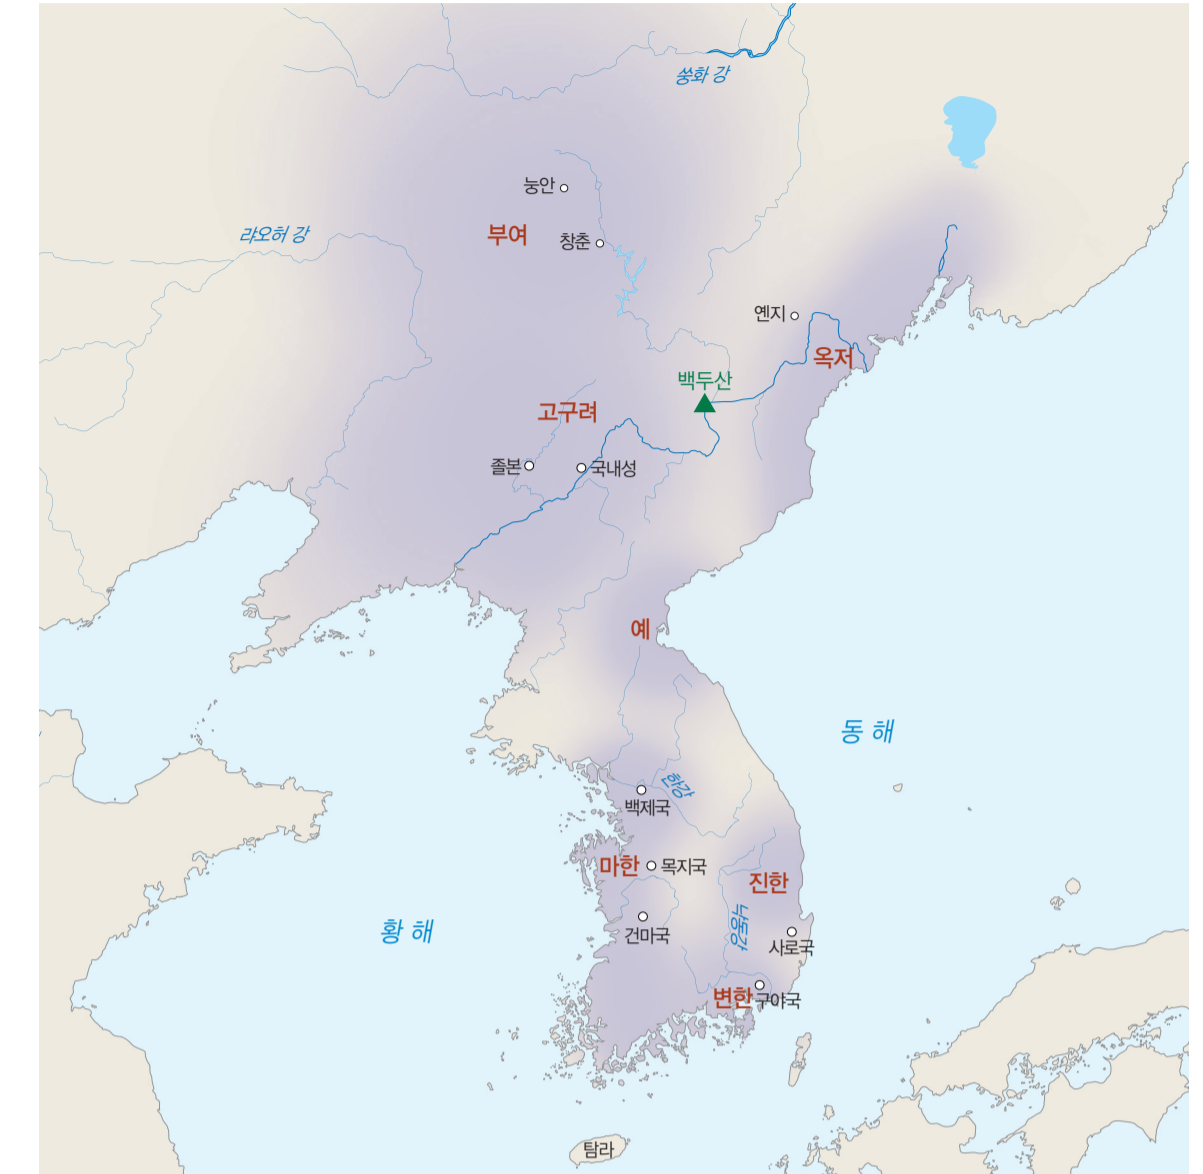 쑹화 강
눙안
부여
창춘
랴오허 강
옌지
옥저
백두산
고구려
졸본
국내성
예
동 해
한강
백제국
마한
목지국
진한
낙동강
건마국
사로국
황 해
변한
구야국
탐라